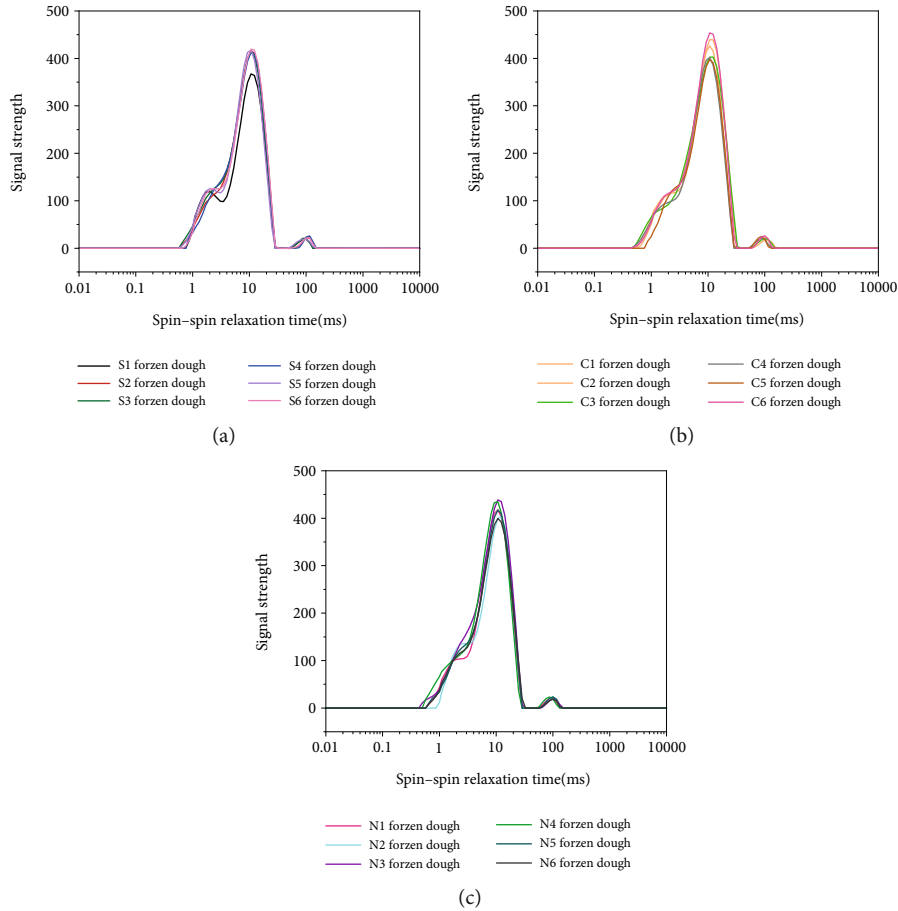 500
400
300
200
100
0
Signal strength
0.01 0.1 1 10 100 1000 10000
Spin–spin relaxation time(ms)
S1 forzen dough
S2 forzen dough
S3 forzen dough
S4 forzen dough
S5 forzen dough
S6 forzen dough
(a)
500
400
300
200
100
0
Signal strength
0.01 0.1 1 10 100 1000 10000
Spin–spin relaxation time(ms)
C1 forzen dough
C2 forzen dough
C3 forzen dough
C4 forzen dough
C5 forzen dough
C6 forzen dough
(b)
500
400
300
200
100
0
Signal strength
0.01 0.1 1 10 100 1000 10000
Spin–spin relaxation time(ms)
N1 forzen dough
N2 forzen dough
N3 forzen dough
N4 forzen dough
N5 forzen dough
N6 forzen dough
(c)